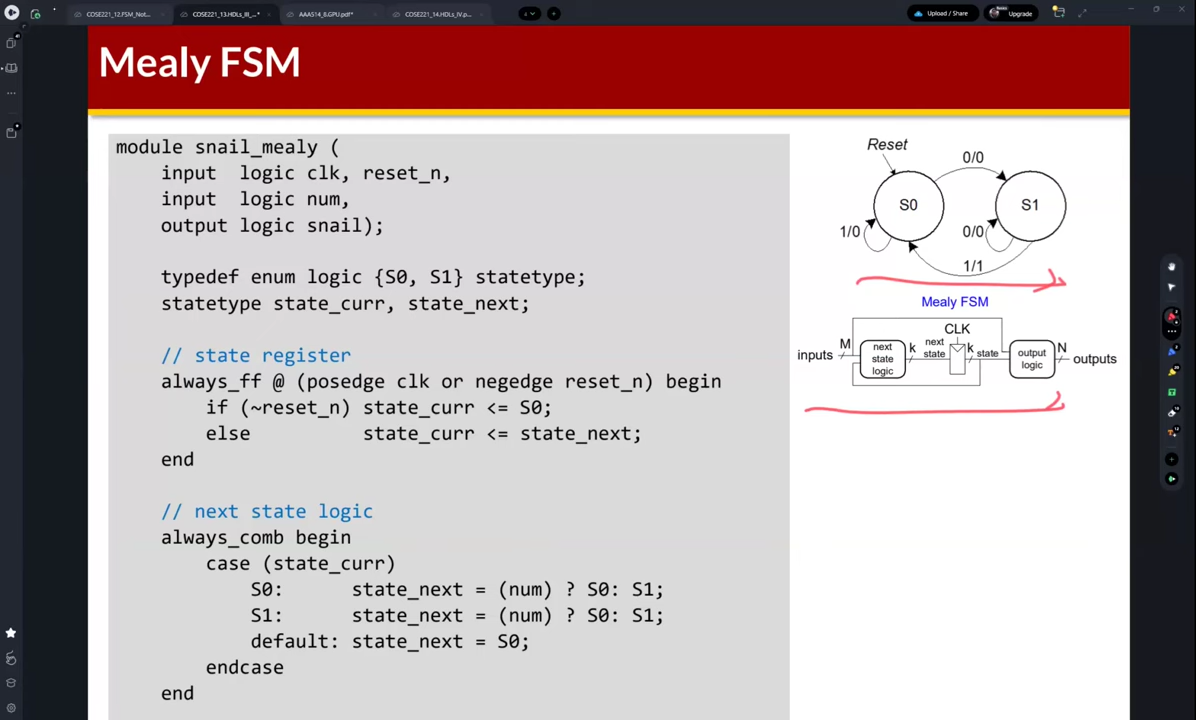 COSE221_12.FSM_Not...
COSE221_13.HDLs_III_...*
AAA514_8.GPU.pdf*
COSE221_14.HDLs_IV.p...
Upload / Share
Upgrade
Mealy FSM
module snail_mealy (
input logic clk, reset_n,
input logic num,
output logic snail);
typedef enum logic {S0, S1} statetype;
statetype state_curr, state_next;
// state register
always_ff @ (posedge clk or negedge reset_n) begin
if (~reset_n) state_curr <= S0;
else state_curr <= state_next;
end
// next state logic
always_comb begin
case (state_curr)
S0: state_next = (num) ? S0: S1;
S1: state_next = (num) ? S0: S1;
default: state_next = S0;
endcase
end
Reset
0/0
S0
S1
1/0
0/0
1/1
Mealy FSM
CLK
M
next
state
logic
k
next
state
k
state
output
logic
N
inputs
outputs